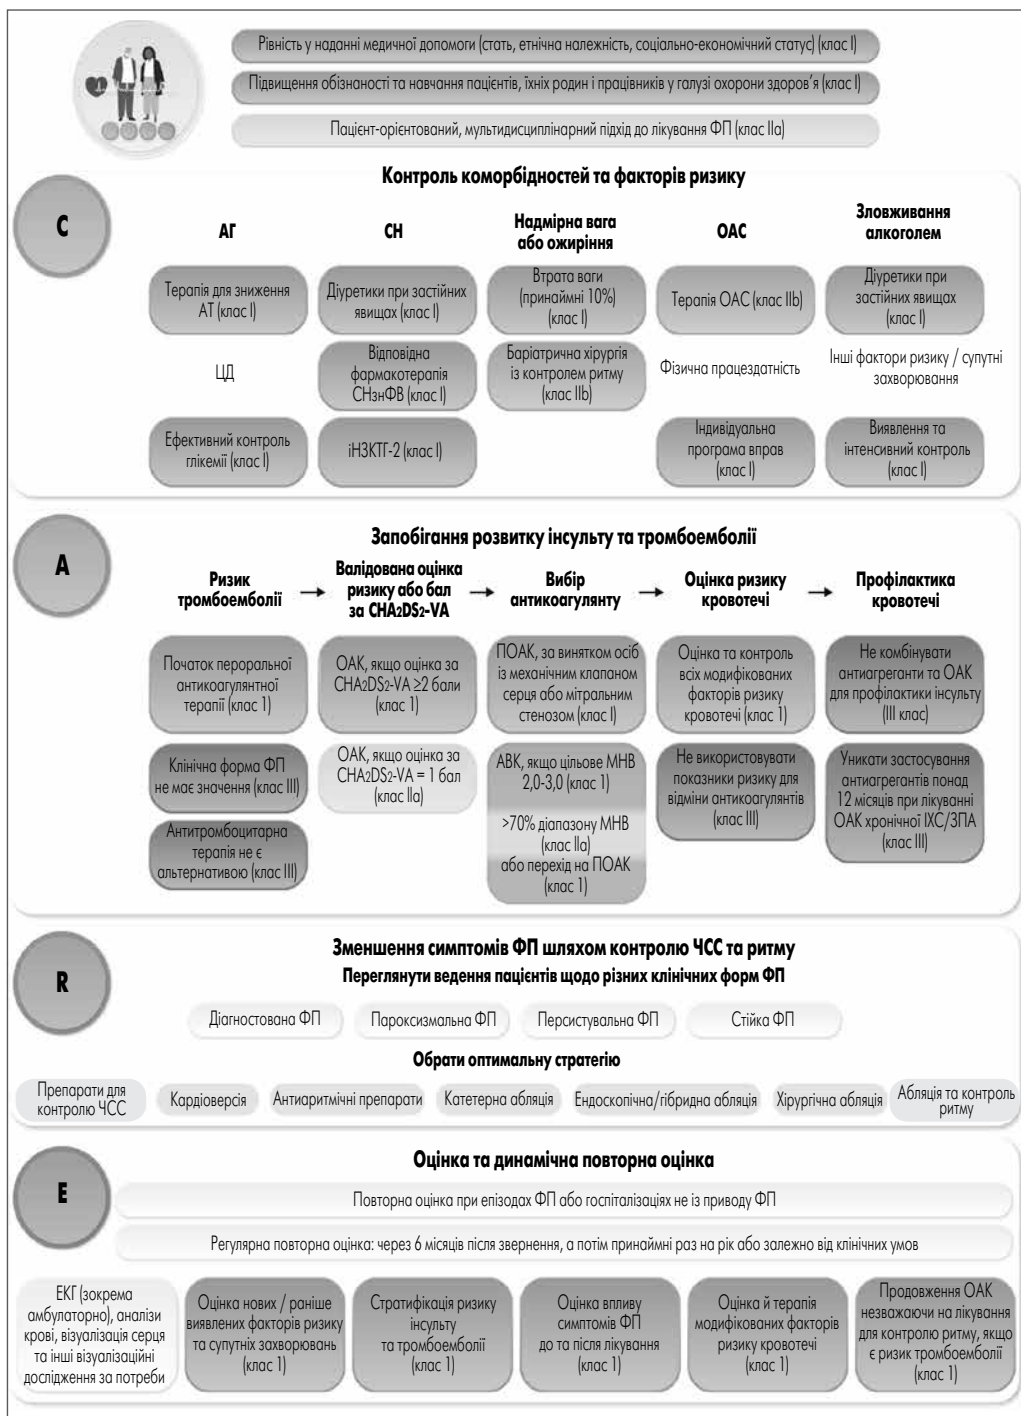 Рівність у наданні медичної допомоги (стать, етнічна належність, соціально-економічний статус) (клас I)
Підвищення обізнаності та навчання пацієнтів, їхніх родин і працівників у галузі охорони здоров’я (клас I)
Пацієнт-орієнтований, мультидисциплінарний підхід до лікування ФП (клас IIa)
C
Контроль коморбідностей та факторів ризику
АГ
СН
Надмірна вага
або ожиріння
ОАС
Зловживання
алкоголем
Терапія для зниження
АТ (клас I)
Діуретики при застійних
явищах (клас I)
Втрата ваги
(принаймні 10%)
(клас I)
Терапія ОАС (клас IIb)
Діуретики при
застійних явищах
(клас I)
ЦД
Відповідна
фармакотерапія
СНзнФВ (клас I)
Баріатрична хірургія
із контролем ритму
(клас IIb)
Фізична працездатність
Інші фактори ризику / супутні
захворювання
Ефективний контроль
глікемії (клас I)
іНЗКТГ-2 (клас I)
Індивідуальна
програма вправ
(клас I)
Виявлення та
інтенсивний контроль
(клас I)
A
Запобігання розвитку інсульту та тромбоемболії
Ризик
тромбоемболії
→
Валідована оцінка
ризику або бал
за CHA2DS2-VA
→
Вибір
антикоагулянту
→
Оцінка ризику
кровотечі
→
Профілактика
кровотечі
Початок пероральної
антикоагулянтної
терапії (клас 1)
ОАК, якщо оцінка за
CHA2DS2-VA ≥2 бали
(клас 1)
ПОАК, за винятком осіб
із механічним клапаном
серця або мітральним
стенозом (клас I)
Оцінка та контроль
всіх модифікованих
факторів ризику
кровотечі (клас 1)
Не комбінувати
антиагреганти та ОАК
для профілактики інсульту
(III клас)
Клінічна форма ФП
не має значення (клас III)
ОАК, якщо оцінка за
CHA2DS2-VA = 1 бал
(клас IIa)
АВК, якщо цільове МНВ
2,0-3,0 (клас 1)
>70% діапазону МНВ
(клас IIa)
або перехід на ПОАК
(клас 1)
Не використовувати
показники ризику для
відміни антикоагулянтів
(клас III)
Уникати застосування
антиагрегантів понад
12 місяців при лікуванні
ОАК хронічної ІХС/ЗПА
(клас III)
Антитромбоцитарна
терапія не є
альтернативою (клас III)
R
Зменшення симптомів ФП шляхом контролю ЧСС та ритму
Переглянути ведення пацієнтів щодо різних клінічних форм ФП
Діагностована ФП
Пароксизмальна ФП
Персистувальна ФП
Стійка ФП
Обрати оптимальну стратегію
Препарати для
контролю ЧСС
Кардіоверсія
Антиаритмічні препарати
Катетерна абляція
Ендоскопічна/гібридна абляція
Хірургічна абляція
Абляція та контроль
ритму
E
Оцінка та динамічна повторна оцінка
Повторна оцінка при епізодах ФП або госпіталізаціях не із приводу ФП
Регулярна повторна оцінка: через 6 місяців після звернення, а потім принаймні раз на рік або залежно від клінічних умов
ЕКГ (зокрема
амбулаторно), аналізи
крові, візуалізація серця
та інші візуалізаційні
дослідження за потреби
Оцінка нових / раніше
виявлених факторів ризику
та супутніх захворювань
(клас 1)
Стратифікація ризику
інсульту
та тромбоемболії
(клас 1)
Оцінка впливу
симптомів ФП
до та після лікування
(клас 1)
Оцінка й терапія
модифікованих факторів
ризику кровотечі
(клас 1)
Продовження ОАК
незважаючи на лікування
для контролю ритму, якщо
є ризик тромбоемболії
(клас 1)